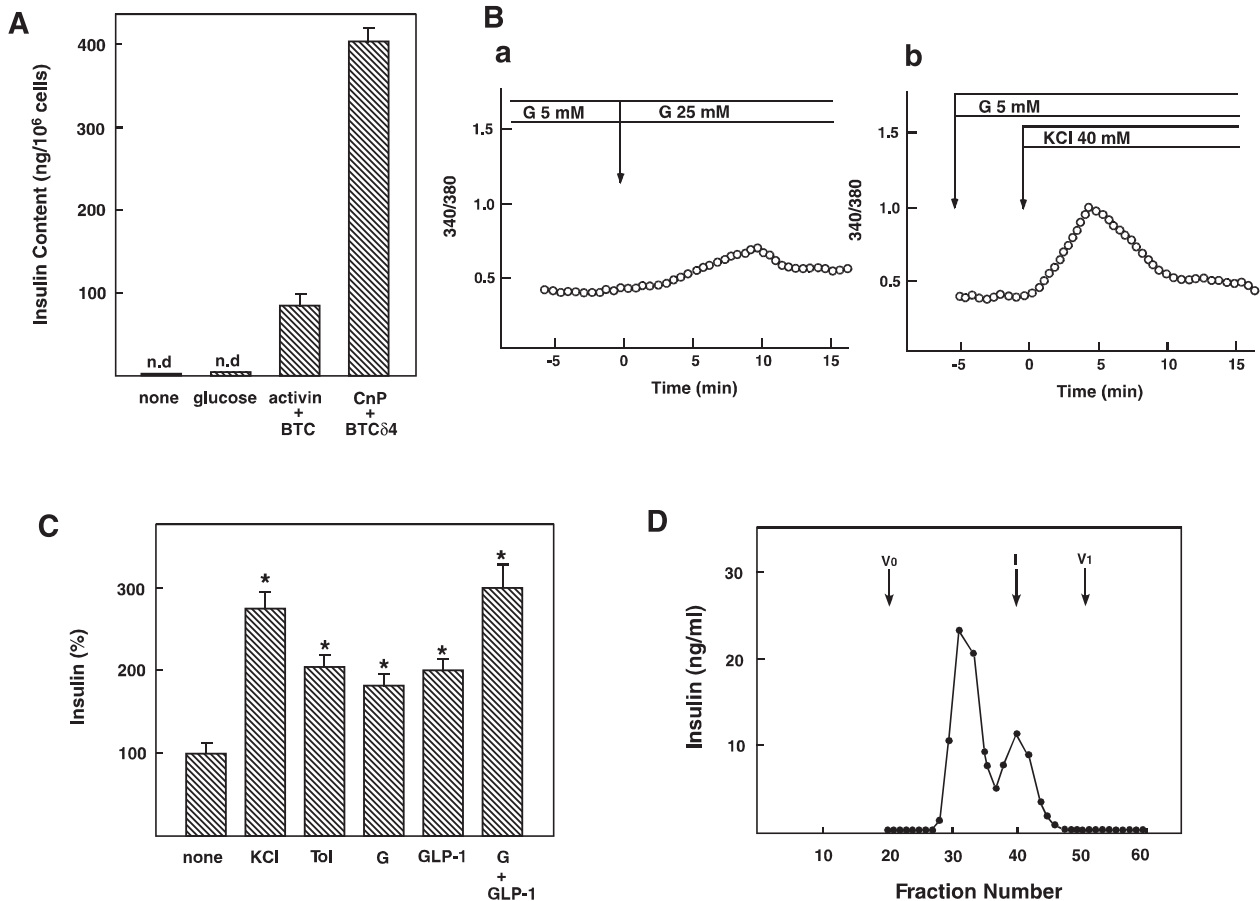 A
Insulin Content (ng/10⁶ cells)
400
300
200
100
n.d
n.d
none glucose activin + BTC CnP + BTCδ4
B
a
G 5 mM G 25 mM
340/380
1.5
1.0
0.5
-5 0 5 10 15
Time (min)
b
G 5 mM
KCl 40 mM
340/380
1.5
1.0
0.5
-5 0 5 10 15
Time (min)
C
Insulin (%)
300
200
100
* * * * *
none KCl Tol G GLP-1 G + GLP-1
D
Insulin (ng/ml)
30
20
10
V0 I V1
10 20 30 40 50 60
Fraction Number